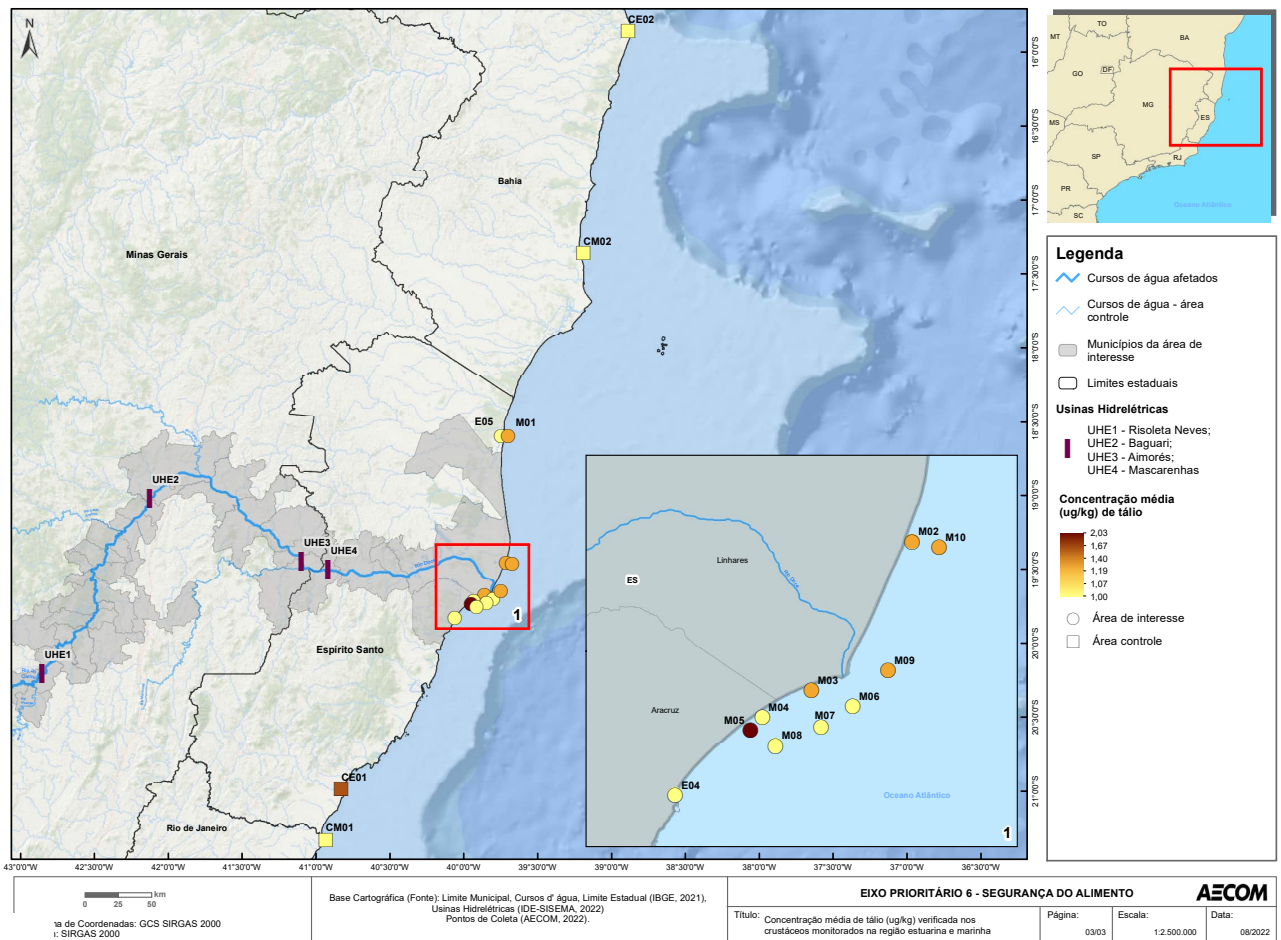 N
CE02
Bahia
CM02
Minas Gerais
E05
M01
UHE2
UHE3
UHE4
Rio Doce
1
UHE1
Espírito Santo
CE01
Rio de Janeiro
CM01
16°0'0"S
16°30'0"S
17°0'0"S
17°30'0"S
18°0'0"S
18°30'0"S
19°0'0"S
19°30'0"S
20°0'0"S
20°30'0"S
21°0'0"S
43°0'0"W
42°30'0"W
42°0'0"W
41°30'0"W
41°0'0"W
40°30'0"W
40°0'0"W
39°30'0"W
39°0'0"W
38°30'0"W
38°0'0"W
37°30'0"W
37°0'0"W
36°30'0"W
M02
M10
Linhares
ES
Rio Doce
M09
M03
M06
Aracruz
M04
M05
M07
M08
E04
Oceano Atlântico
1
TO
MT
BA
GO
DF
MG
MS
ES
SP
RJ
PR
SC
Oceano Atlântico
Legenda
Cursos de água afetados
Cursos de água - área
controle
Municípios da área de
interesse
Limites estaduais
Usinas Hidrelétricas
UHE1 - Risoleta Neves;
UHE2 - Baguari;
UHE3 - Aimorés;
UHE4 - Mascarenhas
Concentração média
(ug/kg) de tálio
2,03
1,67
1,40
1,19
1,07
1,00
Área de interesse
Área controle
km
0 25 50
na de Coordenadas: GCS SIRGAS 2000
: SIRGAS 2000
Base Cartográfica (Fonte): Limite Municipal, Cursos d' água, Limite Estadual (IBGE, 2021),
Usinas Hidrelétricas (IDE-SISEMA, 2022)
Pontos de Coleta (AECOM, 2022).
EIXO PRIORITÁRIO 6 - SEGURANÇA DO ALIMENTO
AECOM
Título: Concentração média de tálio (ug/kg) verificada nos
crustáceos monitorados na região estuarina e marinha
Página:
03/03
Escala:
1:2.500.000
Data:
08/2022